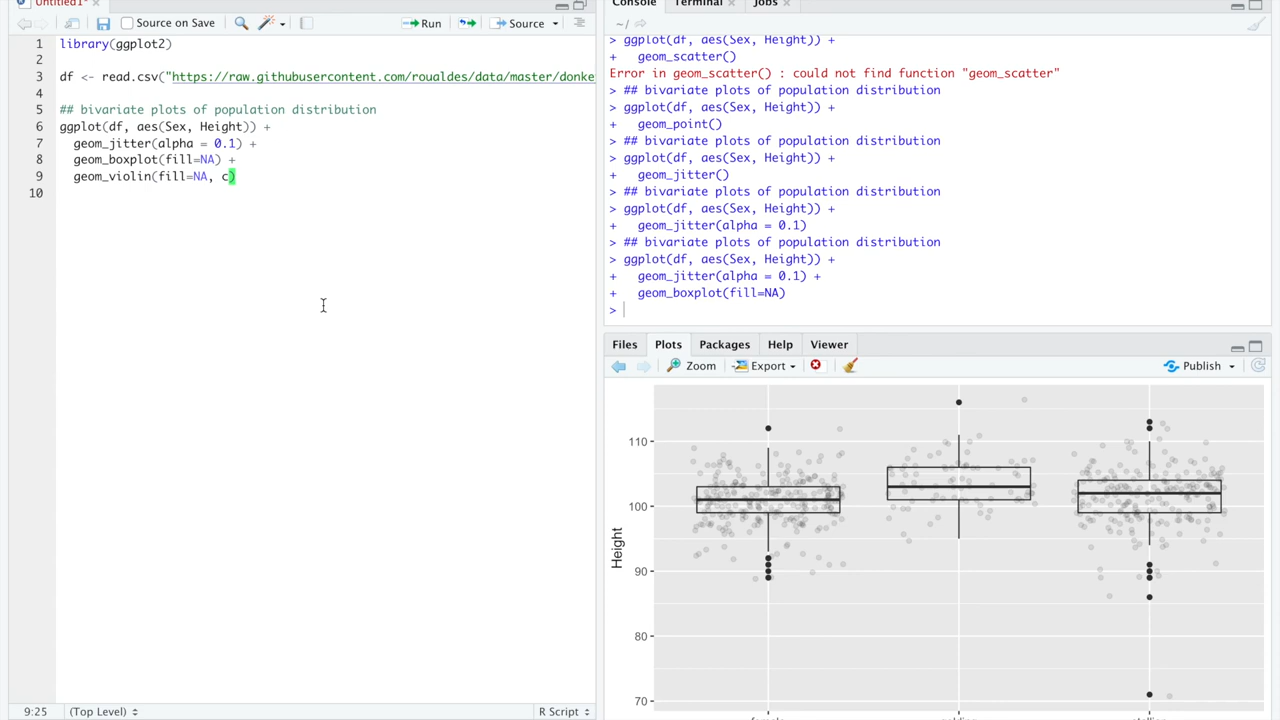 Untitled1*
Source on Save
Run
Source
1 library(ggplot2)
2
3 df <- read.csv("https://raw.githubusercontent.com/roualdes/data/master/donke
4
5 ## bivariate plots of population distribution
6 ggplot(df, aes(Sex, Height)) +
7 geom_jitter(alpha = 0.1) +
8 geom_boxplot(fill=NA) +
9 geom_violin(fill=NA, c)
10
9:25 (Top Level) R Script
Console Terminal Jobs
~/
> ggplot(df, aes(Sex, Height)) +
+ geom_scatter()
Error in geom_scatter() : could not find function "geom_scatter"
> ## bivariate plots of population distribution
> ggplot(df, aes(Sex, Height)) +
+ geom_point()
> ## bivariate plots of population distribution
> ggplot(df, aes(Sex, Height)) +
+ geom_jitter()
> ## bivariate plots of population distribution
> ggplot(df, aes(Sex, Height)) +
+ geom_jitter(alpha = 0.1)
> ## bivariate plots of population distribution
> ggplot(df, aes(Sex, Height)) +
+ geom_jitter(alpha = 0.1) +
+ geom_boxplot(fill=NA)
>
Files Plots Packages Help Viewer
Zoom Export Publish
110
100
90
80
70
Height